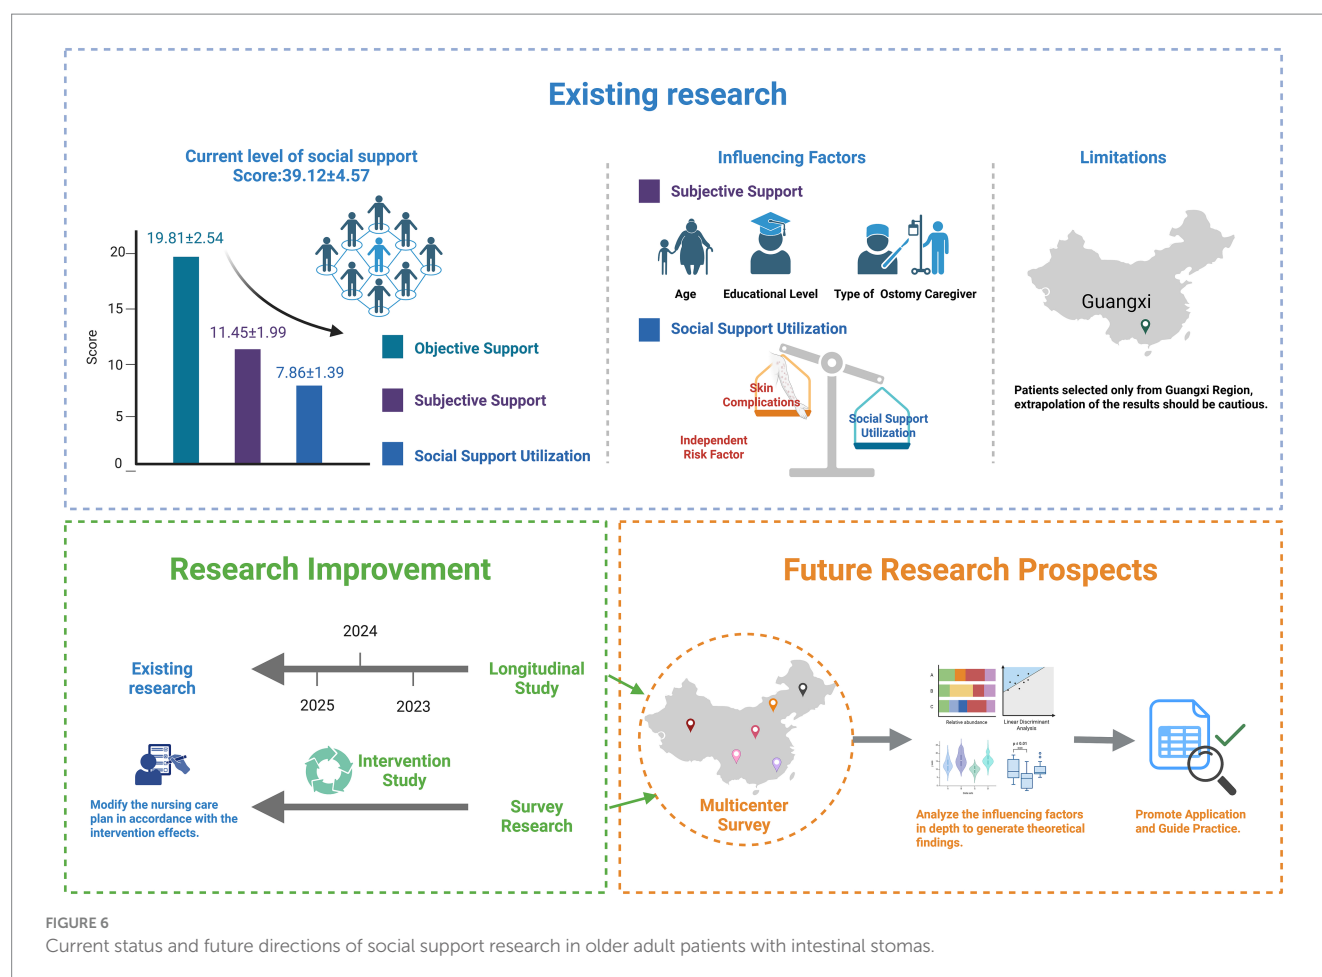 Existing research
Current level of social support
Score:39.12±4.57
Score
20
15
10
5
0
19.81±2.54
11.45±1.99
7.86±1.39
Objective Support
Subjective Support
Social Support Utilization
Influencing Factors
Subjective Support
Age
Educational Level
Type of Ostomy Caregiver
Social Support Utilization
Skin
Complications
Social Support
Utilization
Independent
Risk Factor
Limitations
Guangxi
Patients selected only from Guangxi Region,
extrapolation of the results should be cautious.
Research Improvement
2024
Existing
research
2025
2023
Longitudinal
Study
Intervention
Study
Modify the nursing care
plan in accordance with the
intervention effects.
Survey
Research
Future Research Prospects
Multicenter
Survey
A
B
C
Relative abundance
Linear Discriminant
Analysis
Analyze the influencing factors
in depth to generate theoretical
findings.
Promote Application
and Guide Practice.
FIGURE 6
Current status and future directions of social support research in older adult patients with intestinal stomas.